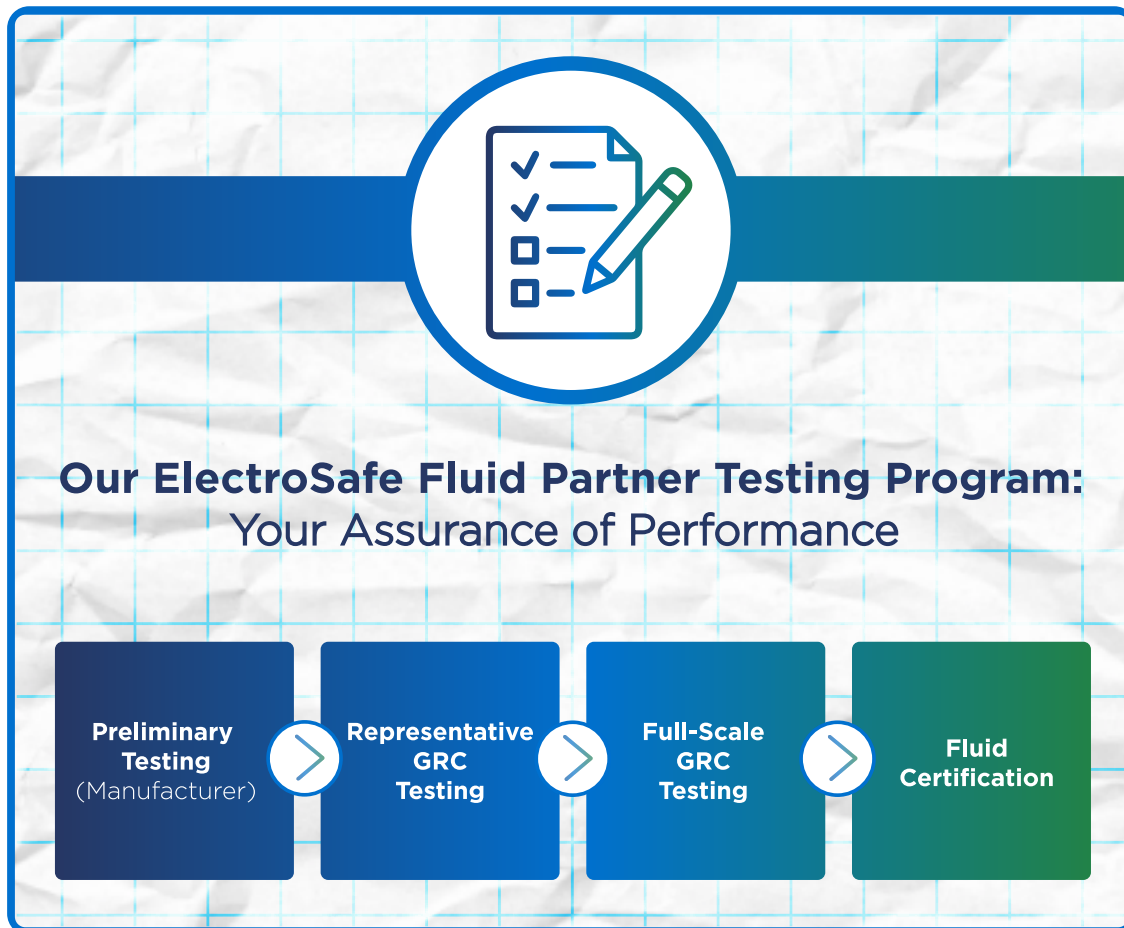 Our ElectroSafe Fluid Partner Testing Program:
Your Assurance of Performance
Preliminary
Testing
(Manufacturer)
Representative
GRC
Testing
Full-Scale
GRC
Testing
Fluid
Certification